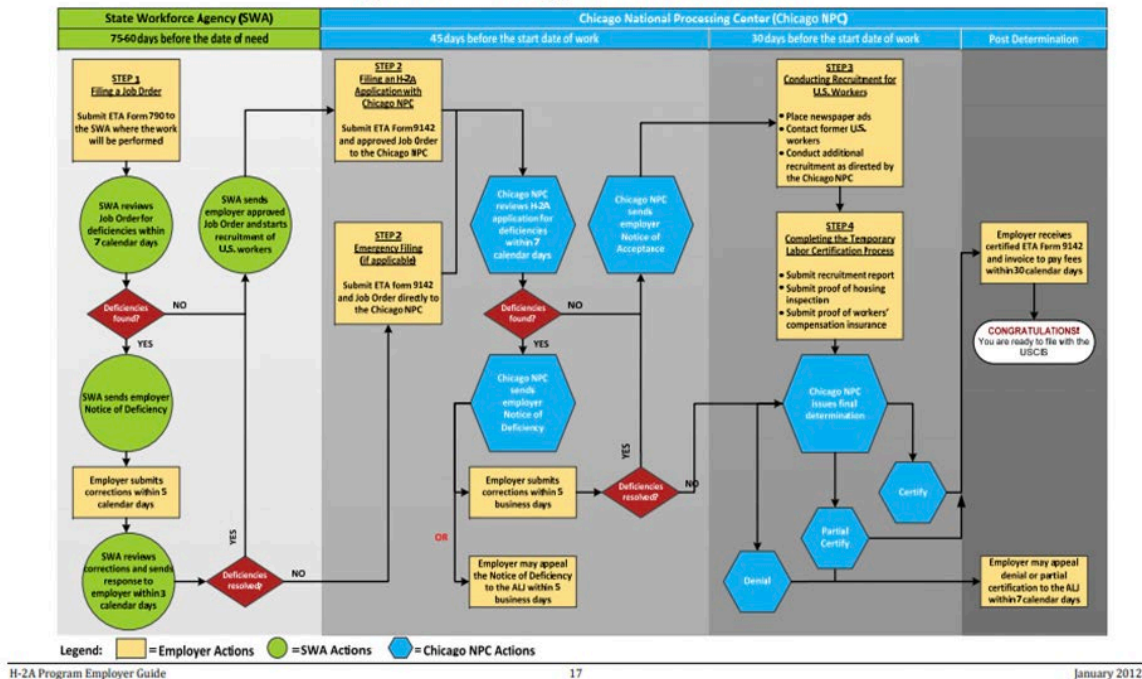 State Workforce Agency (SWA)
Chicago National Processing Center (Chicago NPC)
75-60 days before the date of need
45 days before the start date of work
30 days before the start date of work
Post Determination
STEP 1
Filing a Job Order
Submit ETA Form 790 to
the SWA where the work
will be performed
SWA reviews
Job Order for
deficiencies within
7 calendar days
Deficiencies
found?
NO
YES
SWA sends employer
Notice of Deficiency
Employer submits
corrections within 5
calendar days
SWA reviews
corrections and sends
response to
employer within 3
calendar days
Deficiencies
resolved?
YES
NO
SWA sends
employer approved
Job Order and starts
recruitment of
U.S. workers
STEP 2
Filing an H-2A
Application with
Chicago NPC
Submit ETA Form 9142
and approved Job Order
to the Chicago NPC
STEP 2
Emergency Filing
(if applicable)
Submit ETA form 9142
and Job Order directly to
the Chicago NPC
Chicago NPC
reviews H-2A
application for
deficiencies within 7
calendar days
Deficiencies
found?
NO
YES
Chicago NPC
sends
employer
Notice of
Deficiency
OR
Employer submits
corrections within 5
business days
Employer may appeal
the Notice of Deficiency
to the ALJ within 5
business days
Deficiencies
resolved?
YES
NO
Chicago NPC
sends
employer
Notice of
Acceptance
STEP 3
Conducting Recruitment for
U.S. Workers
• Place newspaper ads
• Contact former U.S.
workers
• Conduct additional
recruitment as directed
by the Chicago NPC
STEP 4
Completing the Temporary
Labor Certification Process
• Submit recruitment report
• Submit proof of housing
inspection
• Submit proof of workers'
compensation insurance
Chicago NPC
issues final
determination
Certify
Partial
Certify
Denial
Employer receives
certified ETA Form 9142
and invoice to pay fees
within 30 calendar days
CONGRATULATIONS!
You are ready to file with the
USCIS
Employer may appeal
denial or partial
certification to the ALJ
within 7 calendar days
Legend:
= Employer Actions
= SWA Actions
= Chicago NPC Actions
H-2A Program Employer Guide
17
January 2012